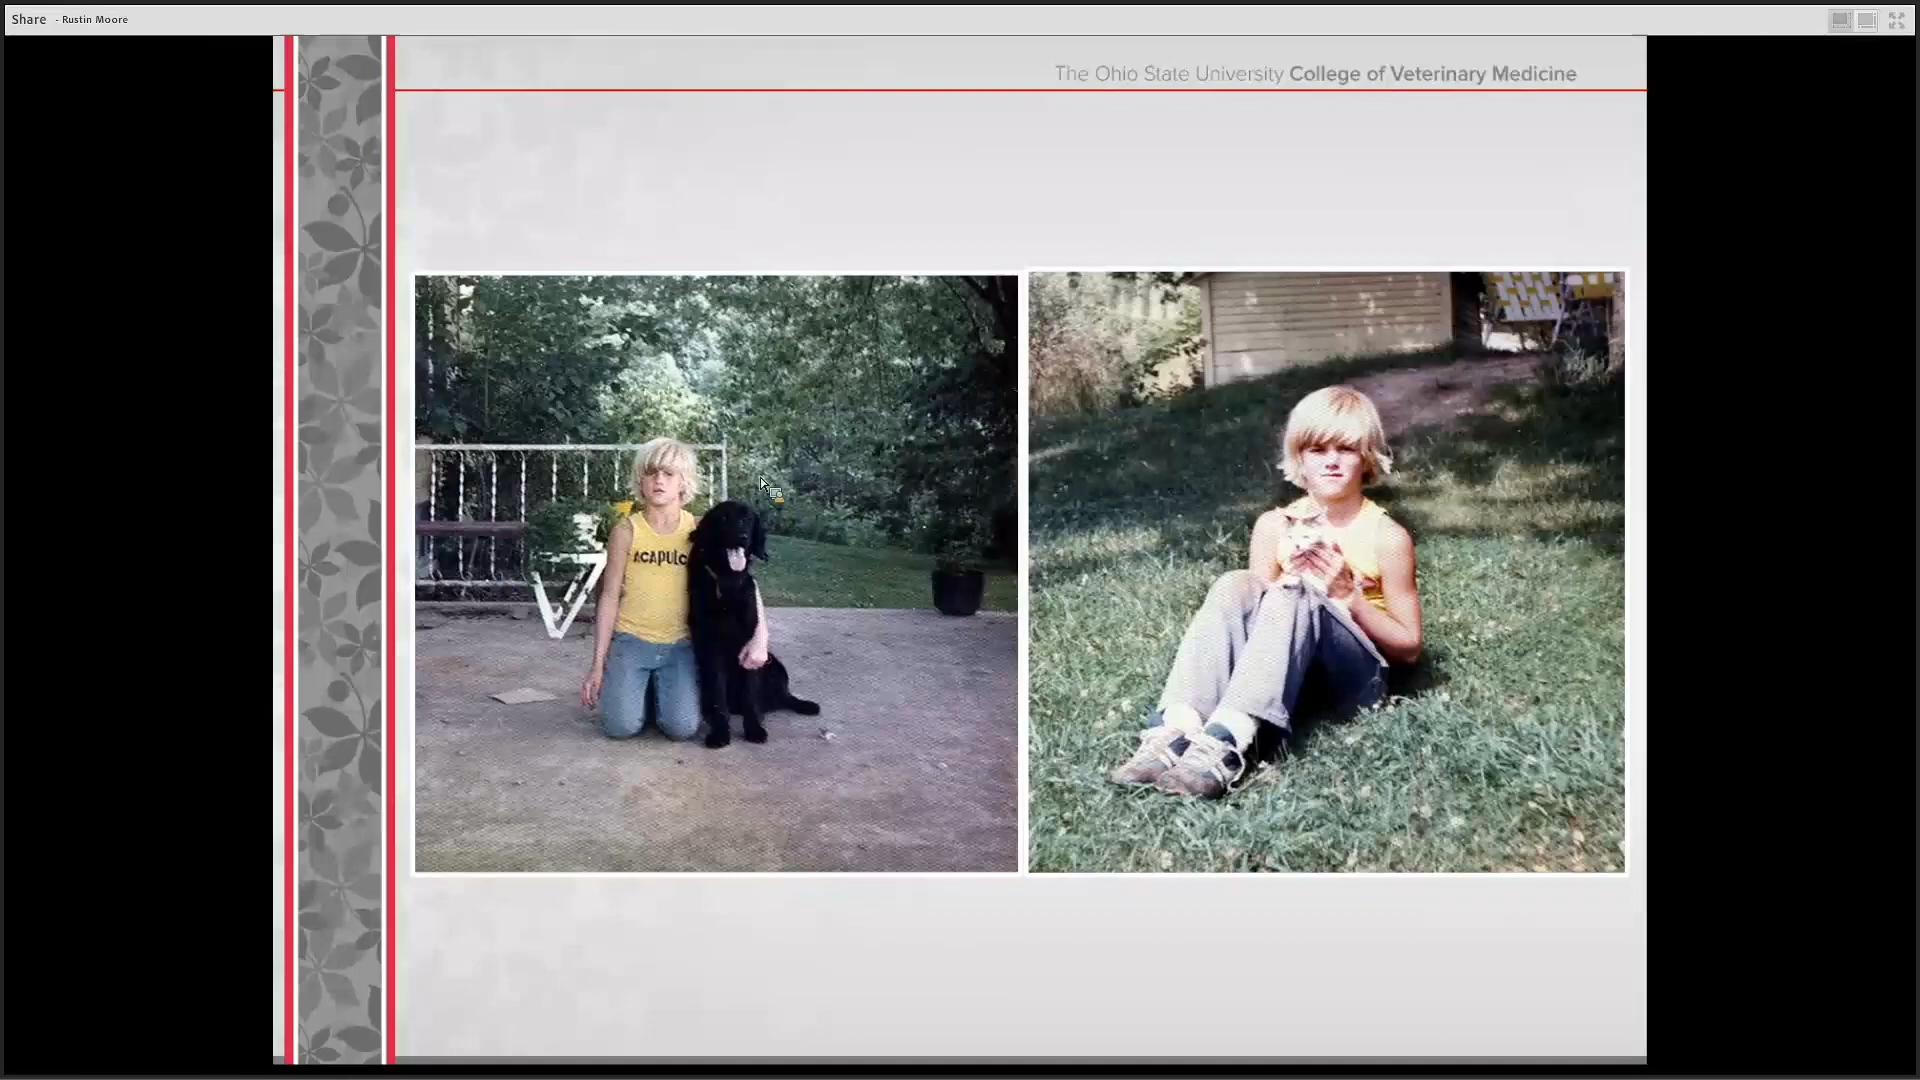 Share - Rustin Moore
The Ohio State University College of Veterinary Medicine
ACAPULC